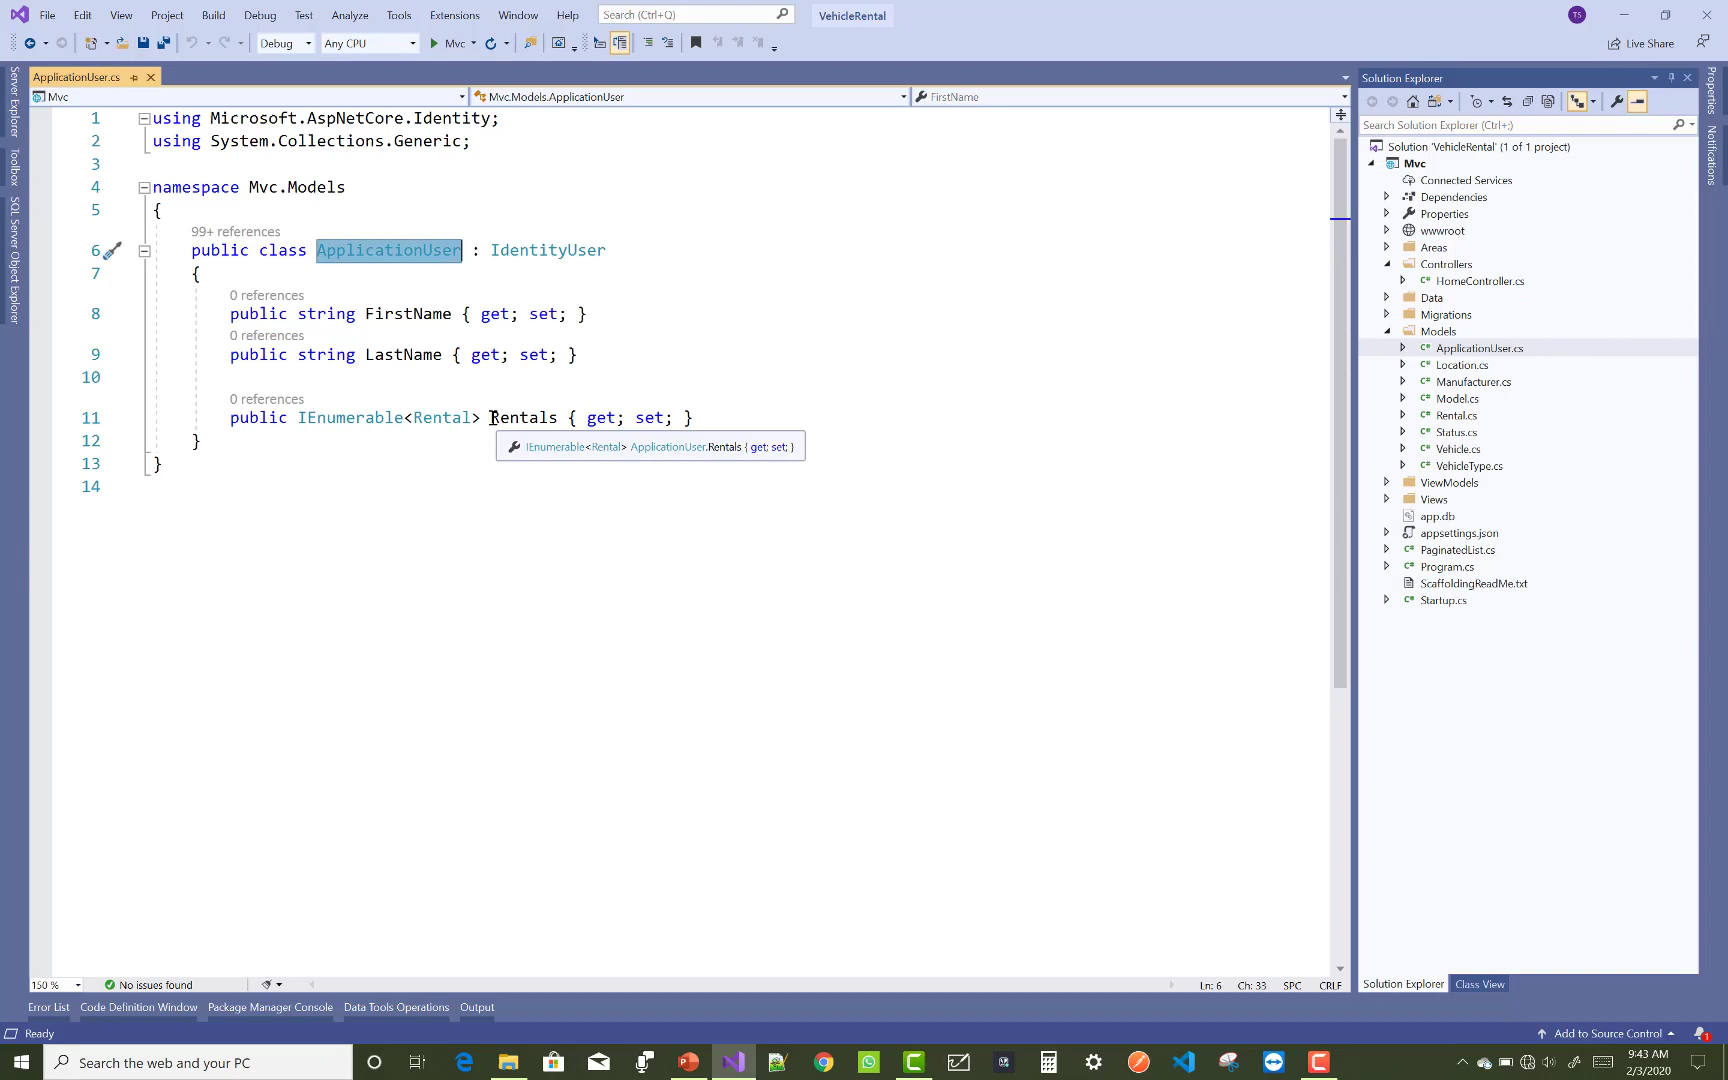 File Edit View Project Build Debug Test Analyze Tools Extensions Window Help Search (Ctrl+Q) VehicleRental TS
Debug Any CPU Mvc Live Share
Server Explorer
Toolbox
SQL Server Object Explorer
ApplicationUser.cs
Mvc Mvc.Models.ApplicationUser FirstName
1 using Microsoft.AspNetCore.Identity;
2 using System.Collections.Generic;
3
4 namespace Mvc.Models
5 {
99+ references
6 public class ApplicationUser : IdentityUser
7 {
0 references
8 public string FirstName { get; set; }
0 references
9 public string LastName { get; set; }
10
0 references
11 public IEnumerable<Rental> Rentals { get; set; }
IEnumerable<Rental> ApplicationUser.Rentals { get; set; }
12 }
13 }
14
150 % No issues found Ln: 6 Ch: 33 SPC CRLF
Error List Code Definition Window Package Manager Console Data Tools Operations Output
Solution Explorer
Search Solution Explorer (Ctrl+;)
Solution 'VehicleRental' (1 of 1 project)
Mvc
Connected Services
Dependencies
Properties
wwwroot
Areas
Controllers
HomeController.cs
Data
Migrations
Models
ApplicationUser.cs
Location.cs
Manufacturer.cs
Model.cs
Rental.cs
Status.cs
Vehicle.cs
VehicleType.cs
ViewModels
Views
app.db
appsettings.json
PaginatedList.cs
Program.cs
ScaffoldingReadMe.txt
Startup.cs
Solution Explorer Class View
Properties
Notifications
Ready Add to Source Control 1
Search the web and your PC
9:43 AM
2/3/2020